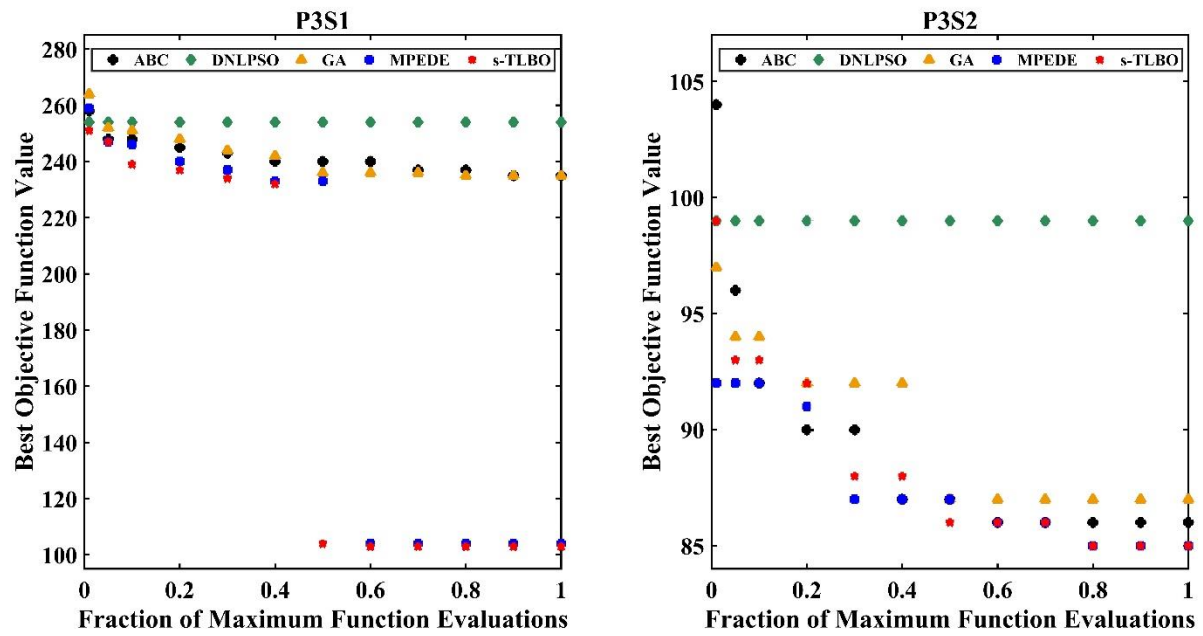 P3S1
ABC DNLPSO GA MPEDE s-TLBO
280
260
240
220
200
180
160
140
120
100
0 0.2 0.4 0.6 0.8 1
Best Objective Function Value
Fraction of Maximum Function Evaluations
P3S2
ABC DNLPSO GA MPEDE s-TLBO
105
100
95
90
85
0 0.2 0.4 0.6 0.8 1
Best Objective Function Value
Fraction of Maximum Function Evaluations